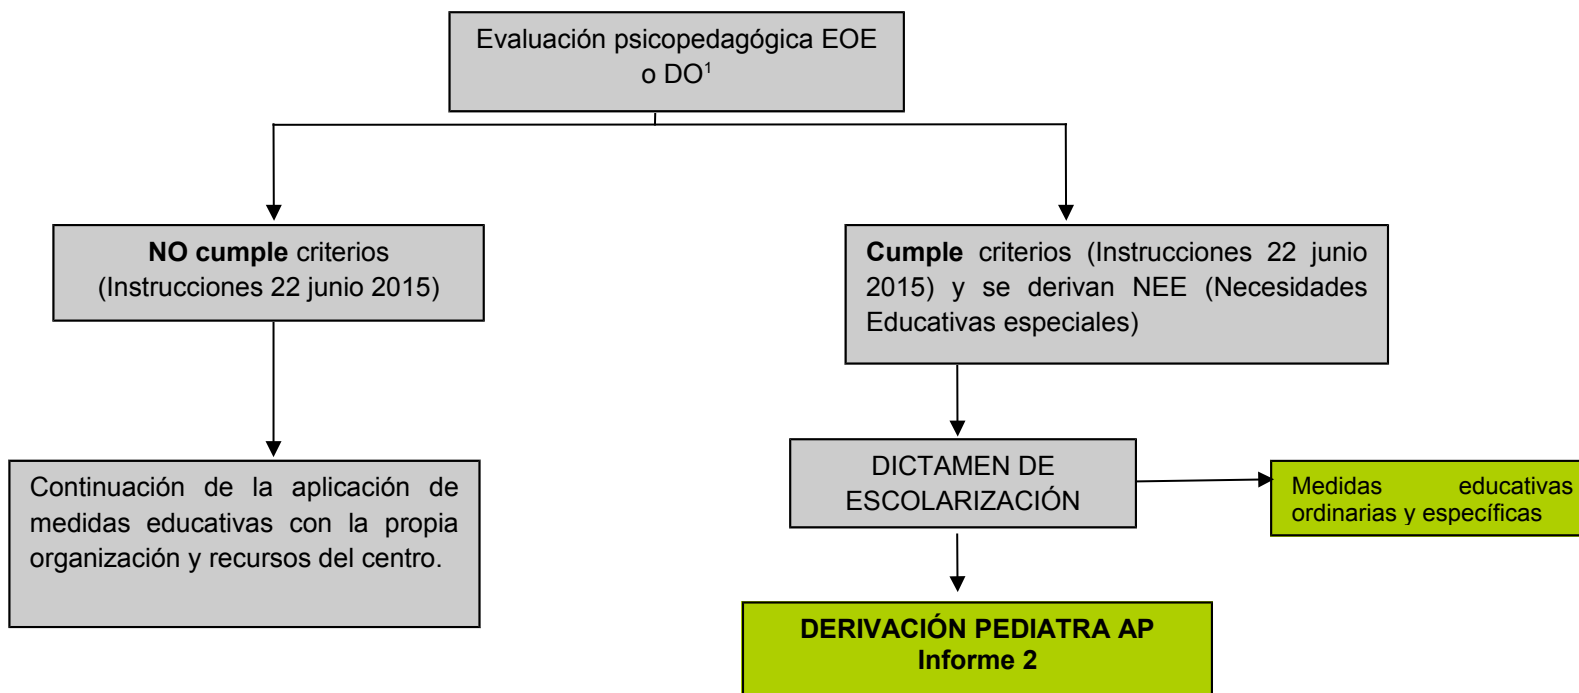 Evaluación psicopedagógica EOE
o DO¹
NO cumple criterios
(Instrucciones 22 junio 2015)
Cumple criterios (Instrucciones 22 junio
2015) y se derivan NEE (Necesidades
Educativas especiales)
Continuación de la aplicación de
medidas educativas con la propia
organización y recursos del centro.
DICTAMEN DE
ESCOLARIZACIÓN
Medidas educativas
ordinarias y específicas
DERIVACIÓN PEDIATRA AP
Informe 2